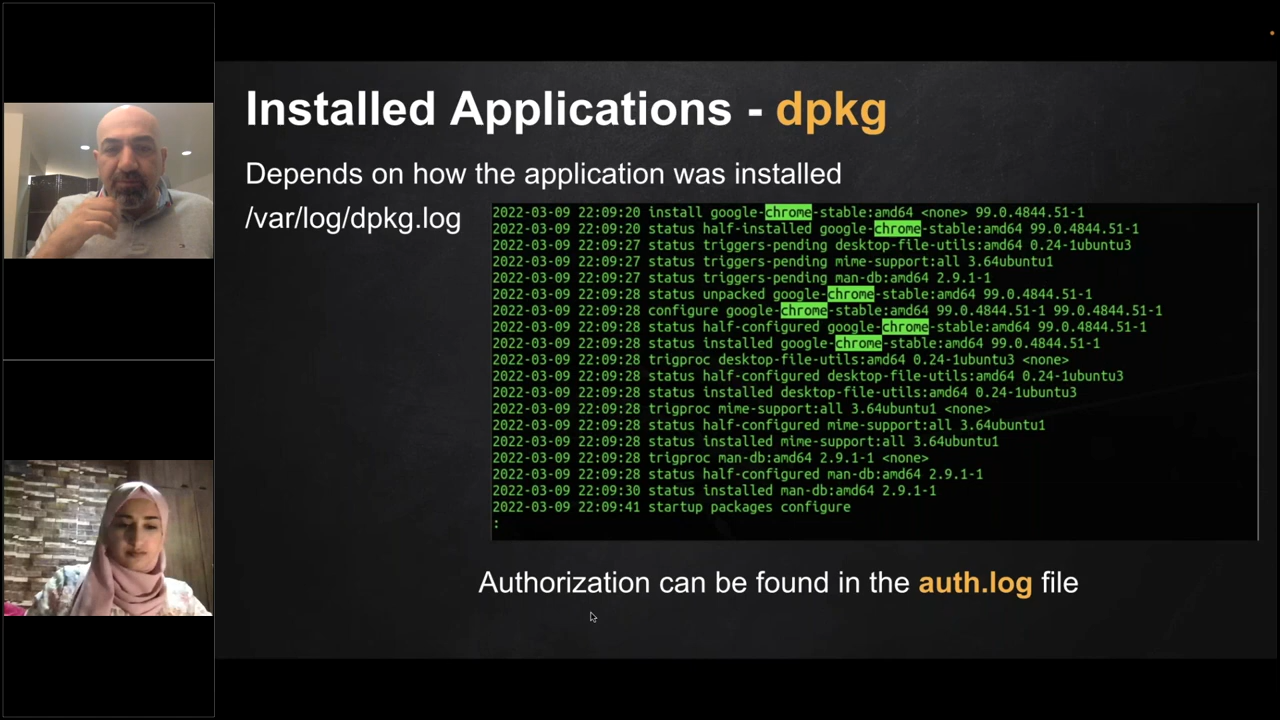 Installed Applications - dpkg
Depends on how the application was installed
/var/log/dpkg.log
2022-03-09 22:09:20 install google-chrome-stable:amd64 <none> 99.0.4844.51-1
2022-03-09 22:09:20 status half-installed google-chrome-stable:amd64 99.0.4844.51-1
2022-03-09 22:09:27 status triggers-pending desktop-file-utils:amd64 0.24-1ubuntu3
2022-03-09 22:09:27 status triggers-pending mime-support:all 3.64ubuntu1
2022-03-09 22:09:27 status triggers-pending man-db:amd64 2.9.1-1
2022-03-09 22:09:28 status unpacked google-chrome-stable:amd64 99.0.4844.51-1
2022-03-09 22:09:28 configure google-chrome-stable:amd64 99.0.4844.51-1 99.0.4844.51-1
2022-03-09 22:09:28 status half-configured google-chrome-stable:amd64 99.0.4844.51-1
2022-03-09 22:09:28 status installed google-chrome-stable:amd64 99.0.4844.51-1
2022-03-09 22:09:28 trigproc desktop-file-utils:amd64 0.24-1ubuntu3 <none>
2022-03-09 22:09:28 status half-configured desktop-file-utils:amd64 0.24-1ubuntu3
2022-03-09 22:09:28 status installed desktop-file-utils:amd64 0.24-1ubuntu3
2022-03-09 22:09:28 trigproc mime-support:all 3.64ubuntu1 <none>
2022-03-09 22:09:28 status half-configured mime-support:all 3.64ubuntu1
2022-03-09 22:09:28 status installed mime-support:all 3.64ubuntu1
2022-03-09 22:09:28 trigproc man-db:amd64 2.9.1-1 <none>
2022-03-09 22:09:28 status half-configured man-db:amd64 2.9.1-1
2022-03-09 22:09:30 status installed man-db:amd64 2.9.1-1
2022-03-09 22:09:41 startup packages configure
:
Authorization can be found in the auth.log file